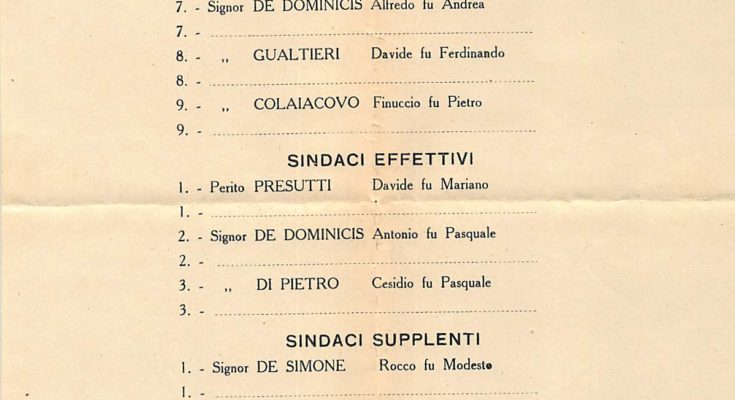 7. - Signor DE DOMINICIS Alfredo fu Andrea
7. -
8. - „ GUALTIERI Davide fu Ferdinando
8. -
9. - „ COLAIACOVO Finuccio fu Pietro
9. -
SINDACI EFFETTIVI
1. - Perito PRESUTTI Davide fu Mariano
1. -
2. - Signor DE DOMINICIS Antonio fu Pasquale
2. -
3. - „ DI PIETRO Cesidio fu Pasquale
3. -
SINDACI SUPPLENTI
1. - Signor DE SIMONE Rocco fu Modesto
1. -